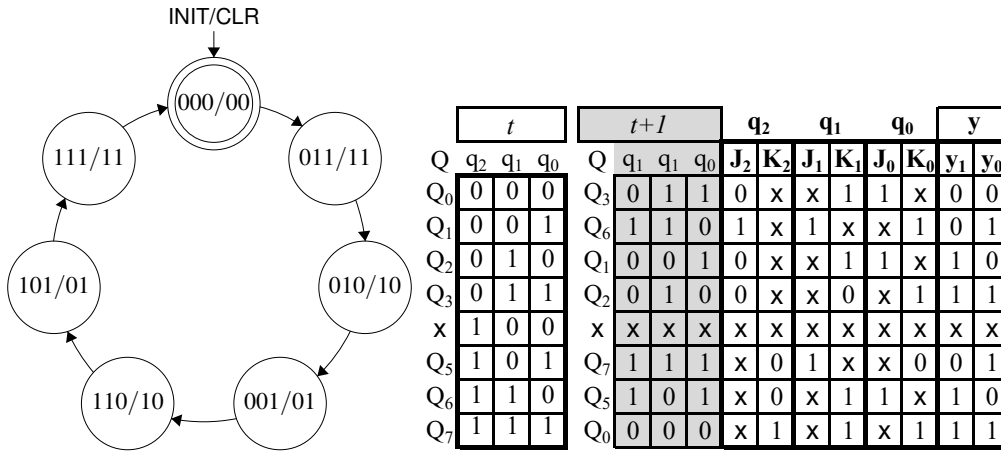 INIT/CLR
000/00
111/11
011/11
101/01
010/10
110/10
001/01
t t+1 q2 q1 q0 y
Q q2 q1 q0 Q q1 q1 q0 J2 K2 J1 K1 J0 K0 y1 y0
Q0 0 0 0 Q3 0 1 1 0 x x 1 1 x 0 0
Q1 0 0 1 Q6 1 1 0 1 x 1 x x 1 0 1
Q2 0 1 0 Q1 0 0 1 0 x x 1 1 x 1 0
Q3 0 1 1 Q2 0 1 0 0 x x 0 x 1 1 1
x 1 0 0 x x x x x x x x x x x x
Q5 1 0 1 Q7 1 1 1 x 0 1 x x 0 0 1
Q6 1 1 0 Q5 1 0 1 x 0 x 1 1 x 1 0
Q7 1 1 1 Q0 0 0 0 x 1 x 1 x 1 1 1